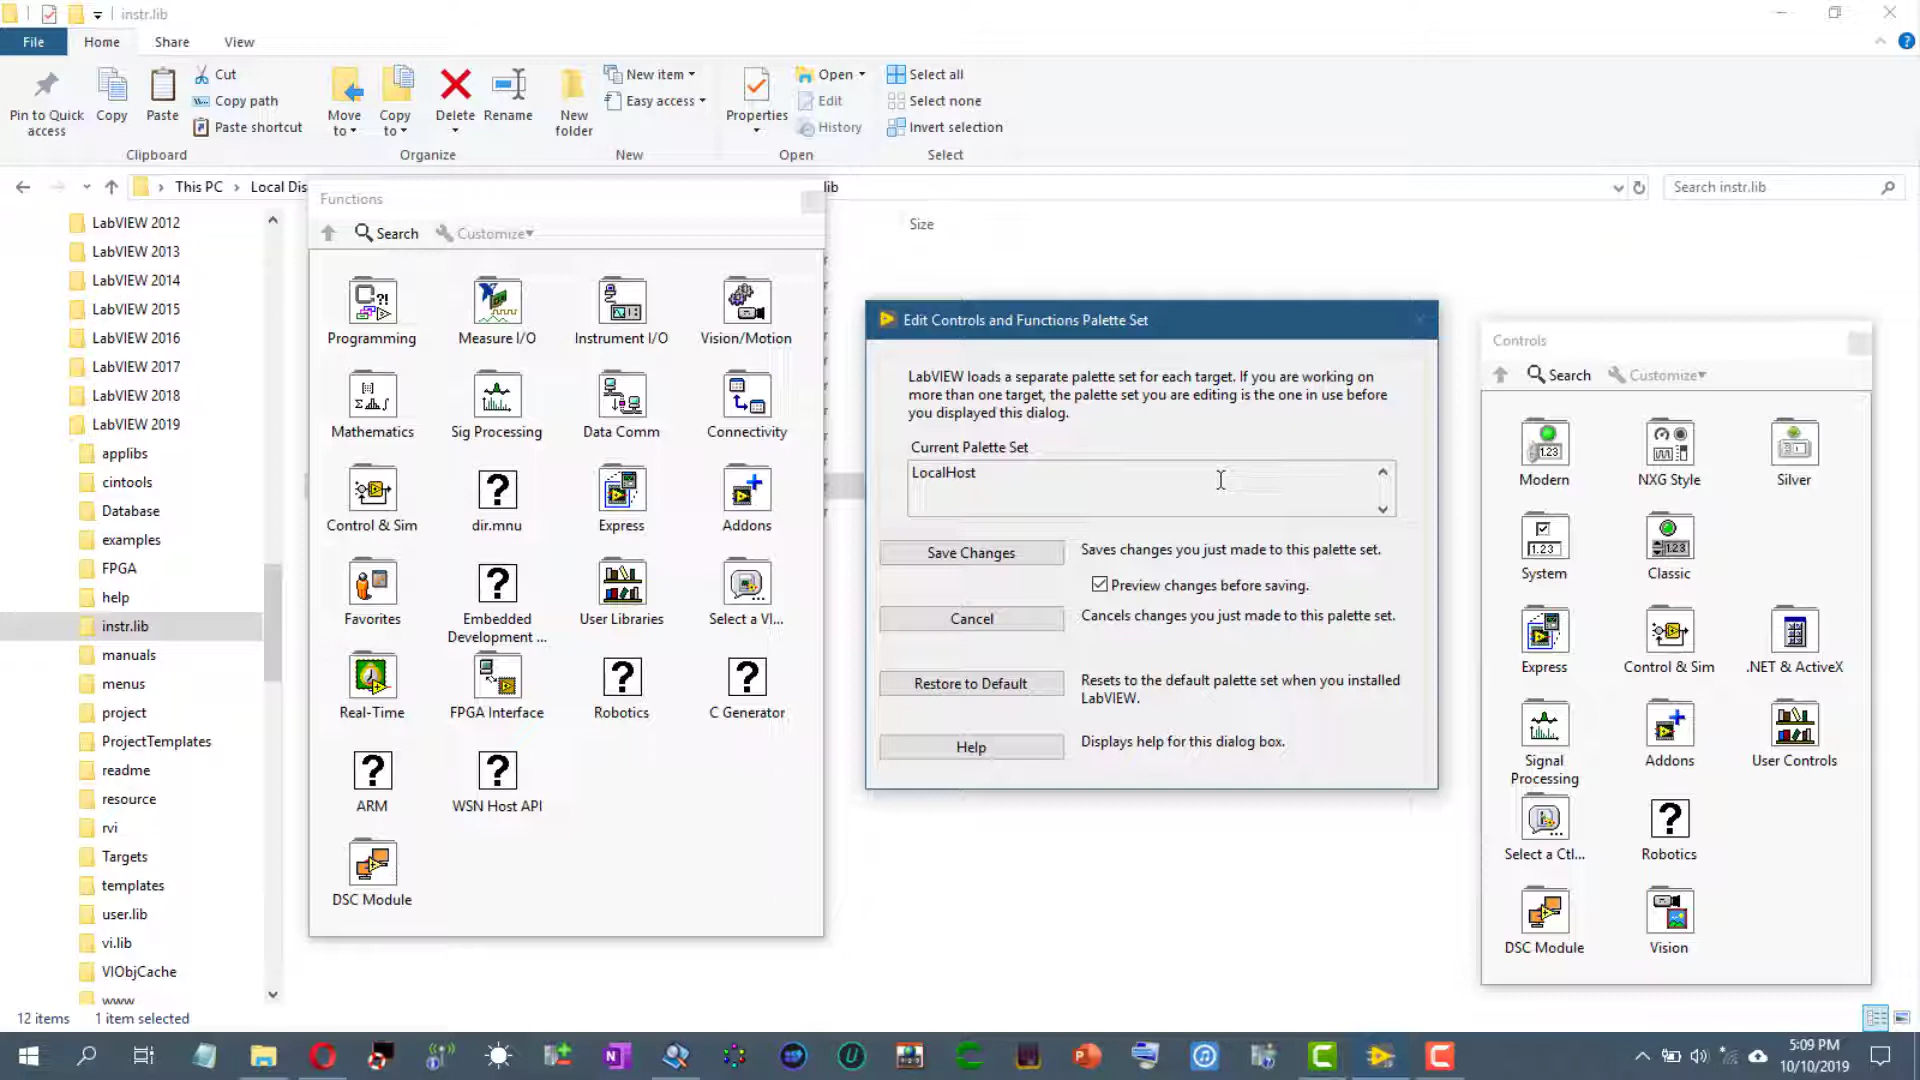 instr.lib
File
Home
Share
View
Pin to Quick access
Copy
Paste
Cut
Copy path
Paste shortcut
Clipboard
Move to
Copy to
Delete
Rename
Organize
New folder
New item
Easy access
New
Properties
Open
Edit
History
Open
Select all
Select none
Invert selection
Select
This PC
Local Dis
lib
Search instr.lib
LabVIEW 2012
LabVIEW 2013
LabVIEW 2014
LabVIEW 2015
LabVIEW 2016
LabVIEW 2017
LabVIEW 2018
LabVIEW 2019
applibs
cintools
Database
examples
FPGA
help
instr.lib
manuals
menus
project
ProjectTemplates
readme
resource
rvi
Targets
templates
user.lib
vi.lib
VIObjCache
www
12 items
1 item selected
Size
Functions
Search
Customize
Programming
Measure I/O
Instrument I/O
Vision/Motion
Mathematics
Sig Processing
Data Comm
Connectivity
Control & Sim
dir.mnu
Express
Addons
Favorites
Embedded
Development ...
User Libraries
Select a VI...
Real-Time
FPGA Interface
Robotics
C Generator
ARM
WSN Host API
DSC Module
Edit Controls and Functions Palette Set
LabVIEW loads a separate palette set for each target. If you are working on
more than one target, the palette set you are editing is the one in use before
you displayed this dialog.
Current Palette Set
LocalHost
Save Changes
Saves changes you just made to this palette set.
Preview changes before saving.
Cancel
Cancels changes you just made to this palette set.
Restore to Default
Resets to the default palette set when you installed
LabVIEW.
Help
Displays help for this dialog box.
Controls
Search
Customize
Modern
NXG Style
Silver
System
Classic
Express
Control & Sim
.NET & ActiveX
Signal
Processing
Addons
User Controls
Select a Ctl...
Robotics
DSC Module
Vision
5:09 PM
10/10/2019